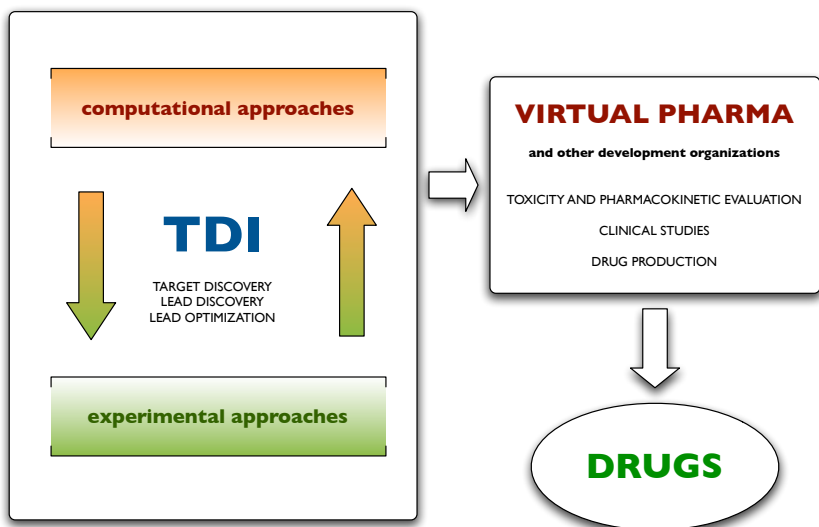 computational approaches
TDI
TARGET DISCOVERY
LEAD DISCOVERY
LEAD OPTIMIZATION
experimental approaches
VIRTUAL PHARMA
and other development organizations
TOXICITY AND PHARMACOKINETIC EVALUATION
CLINICAL STUDIES
DRUG PRODUCTION
DRUGS